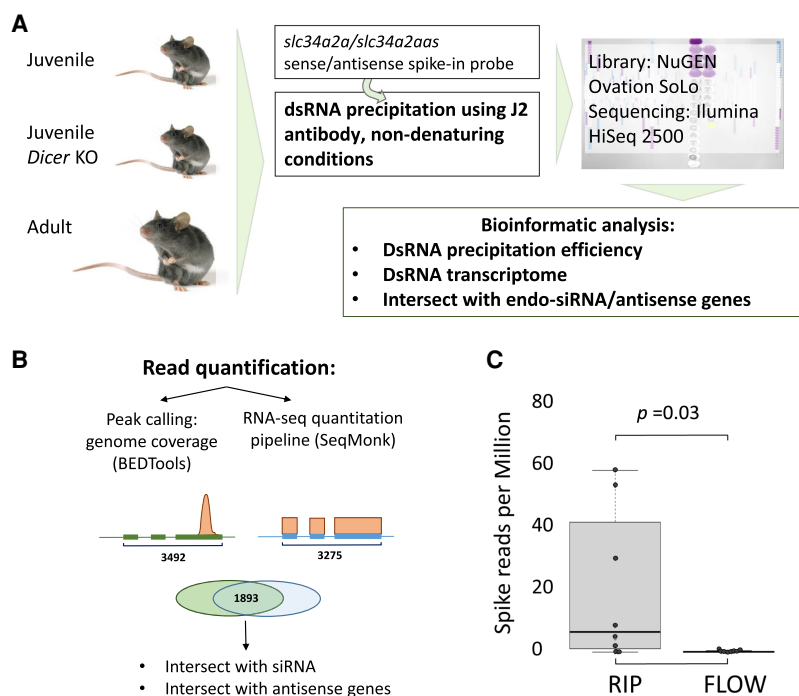 A
Juvenile
Juvenile
Dicer KO
Adult
slc34a2a/slc34a2aas
sense/antisense spike-in probe
dsRNA precipitation using J2
antibody, non-denaturing
conditions
Library: NuGEN
Ovation SoLo
Sequencing: Ilumina
HiSeq 2500
Bioinformatic analysis:
• DsRNA precipitation efficiency
• DsRNA transcriptome
• Intersect with endo-siRNA/antisense genes
B
Read quantification:
Peak calling:
genome coverage
(BEDTools)
RNA-seq quantitation
pipeline (SeqMonk)
3492
3275
1893
• Intersect with siRNA
• Intersect with antisense genes
C
Spike reads per Million
80
60
40
20
0
p =0.03
RIP
FLOW